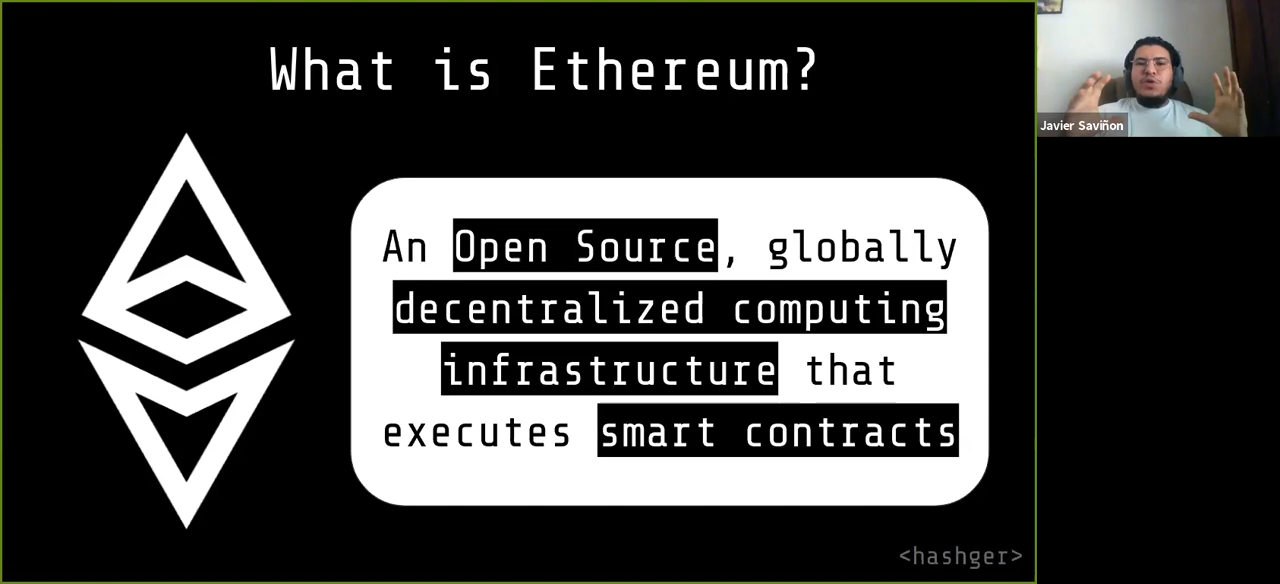 What is Ethereum?
An Open Source, globally
decentralized computing
infrastructure that
executes smart contracts
<hashger>
Javier Saviñon